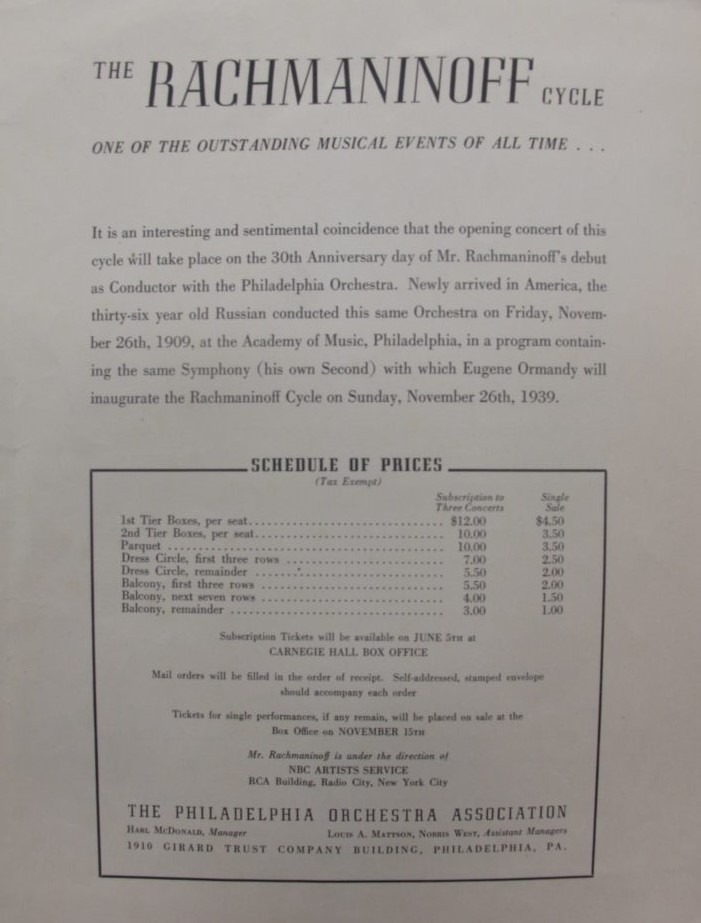 THE RACHMANINOFF CYCLE
ONE OF THE OUTSTANDING MUSICAL EVENTS OF ALL TIME . . .
It is an interesting and sentimental coincidence that the opening concert of this
cycle will take place on the 30th Anniversary day of Mr. Rachmaninoff's debut
as Conductor with the Philadelphia Orchestra. Newly arrived in America, the
thirty-six year old Russian conducted this same Orchestra on Friday, Novem-
ber 26th, 1909, at the Academy of Music, Philadelphia, in a program contain-
ing the same Symphony (his own Second) with which Eugene Ormandy will
inaugurate the Rachmaninoff Cycle on Sunday, November 26th, 1939.
SCHEDULE OF PRICES
(Tax Exempt)
Subscription to Single
Three Concerts Sale
1st Tier Boxes, per seat $12.00 $4.50
2nd Tier Boxes, per seat 10.00 3.50
Parquet 10.00 3.50
Dress Circle, first three rows 7.00 2.50
Dress Circle, remainder 5.50 2.00
Balcony, first three rows 5.50 2.00
Balcony, next seven rows 4.00 1.50
Balcony, remainder 3.00 1.00
Subscription Tickets will be available on JUNE 5TH at
CARNEGIE HALL BOX OFFICE
Mail orders will be filled in the order of receipt. Self-addressed, stamped envelope
should accompany each order
Tickets for single performances, if any remain, will be placed on sale at the
Box Office on NOVEMBER 15TH
Mr. Rachmaninoff is under the direction of
NBC ARTISTS SERVICE
RCA Building, Radio City, New York City
THE PHILADELPHIA ORCHESTRA ASSOCIATION
HARL MCDONALD, Manager LOUIS A. MATTSON, NORRIS WEST, Assistant Managers
1910 GIRARD TRUST COMPANY BUILDING, PHILADELPHIA, PA.